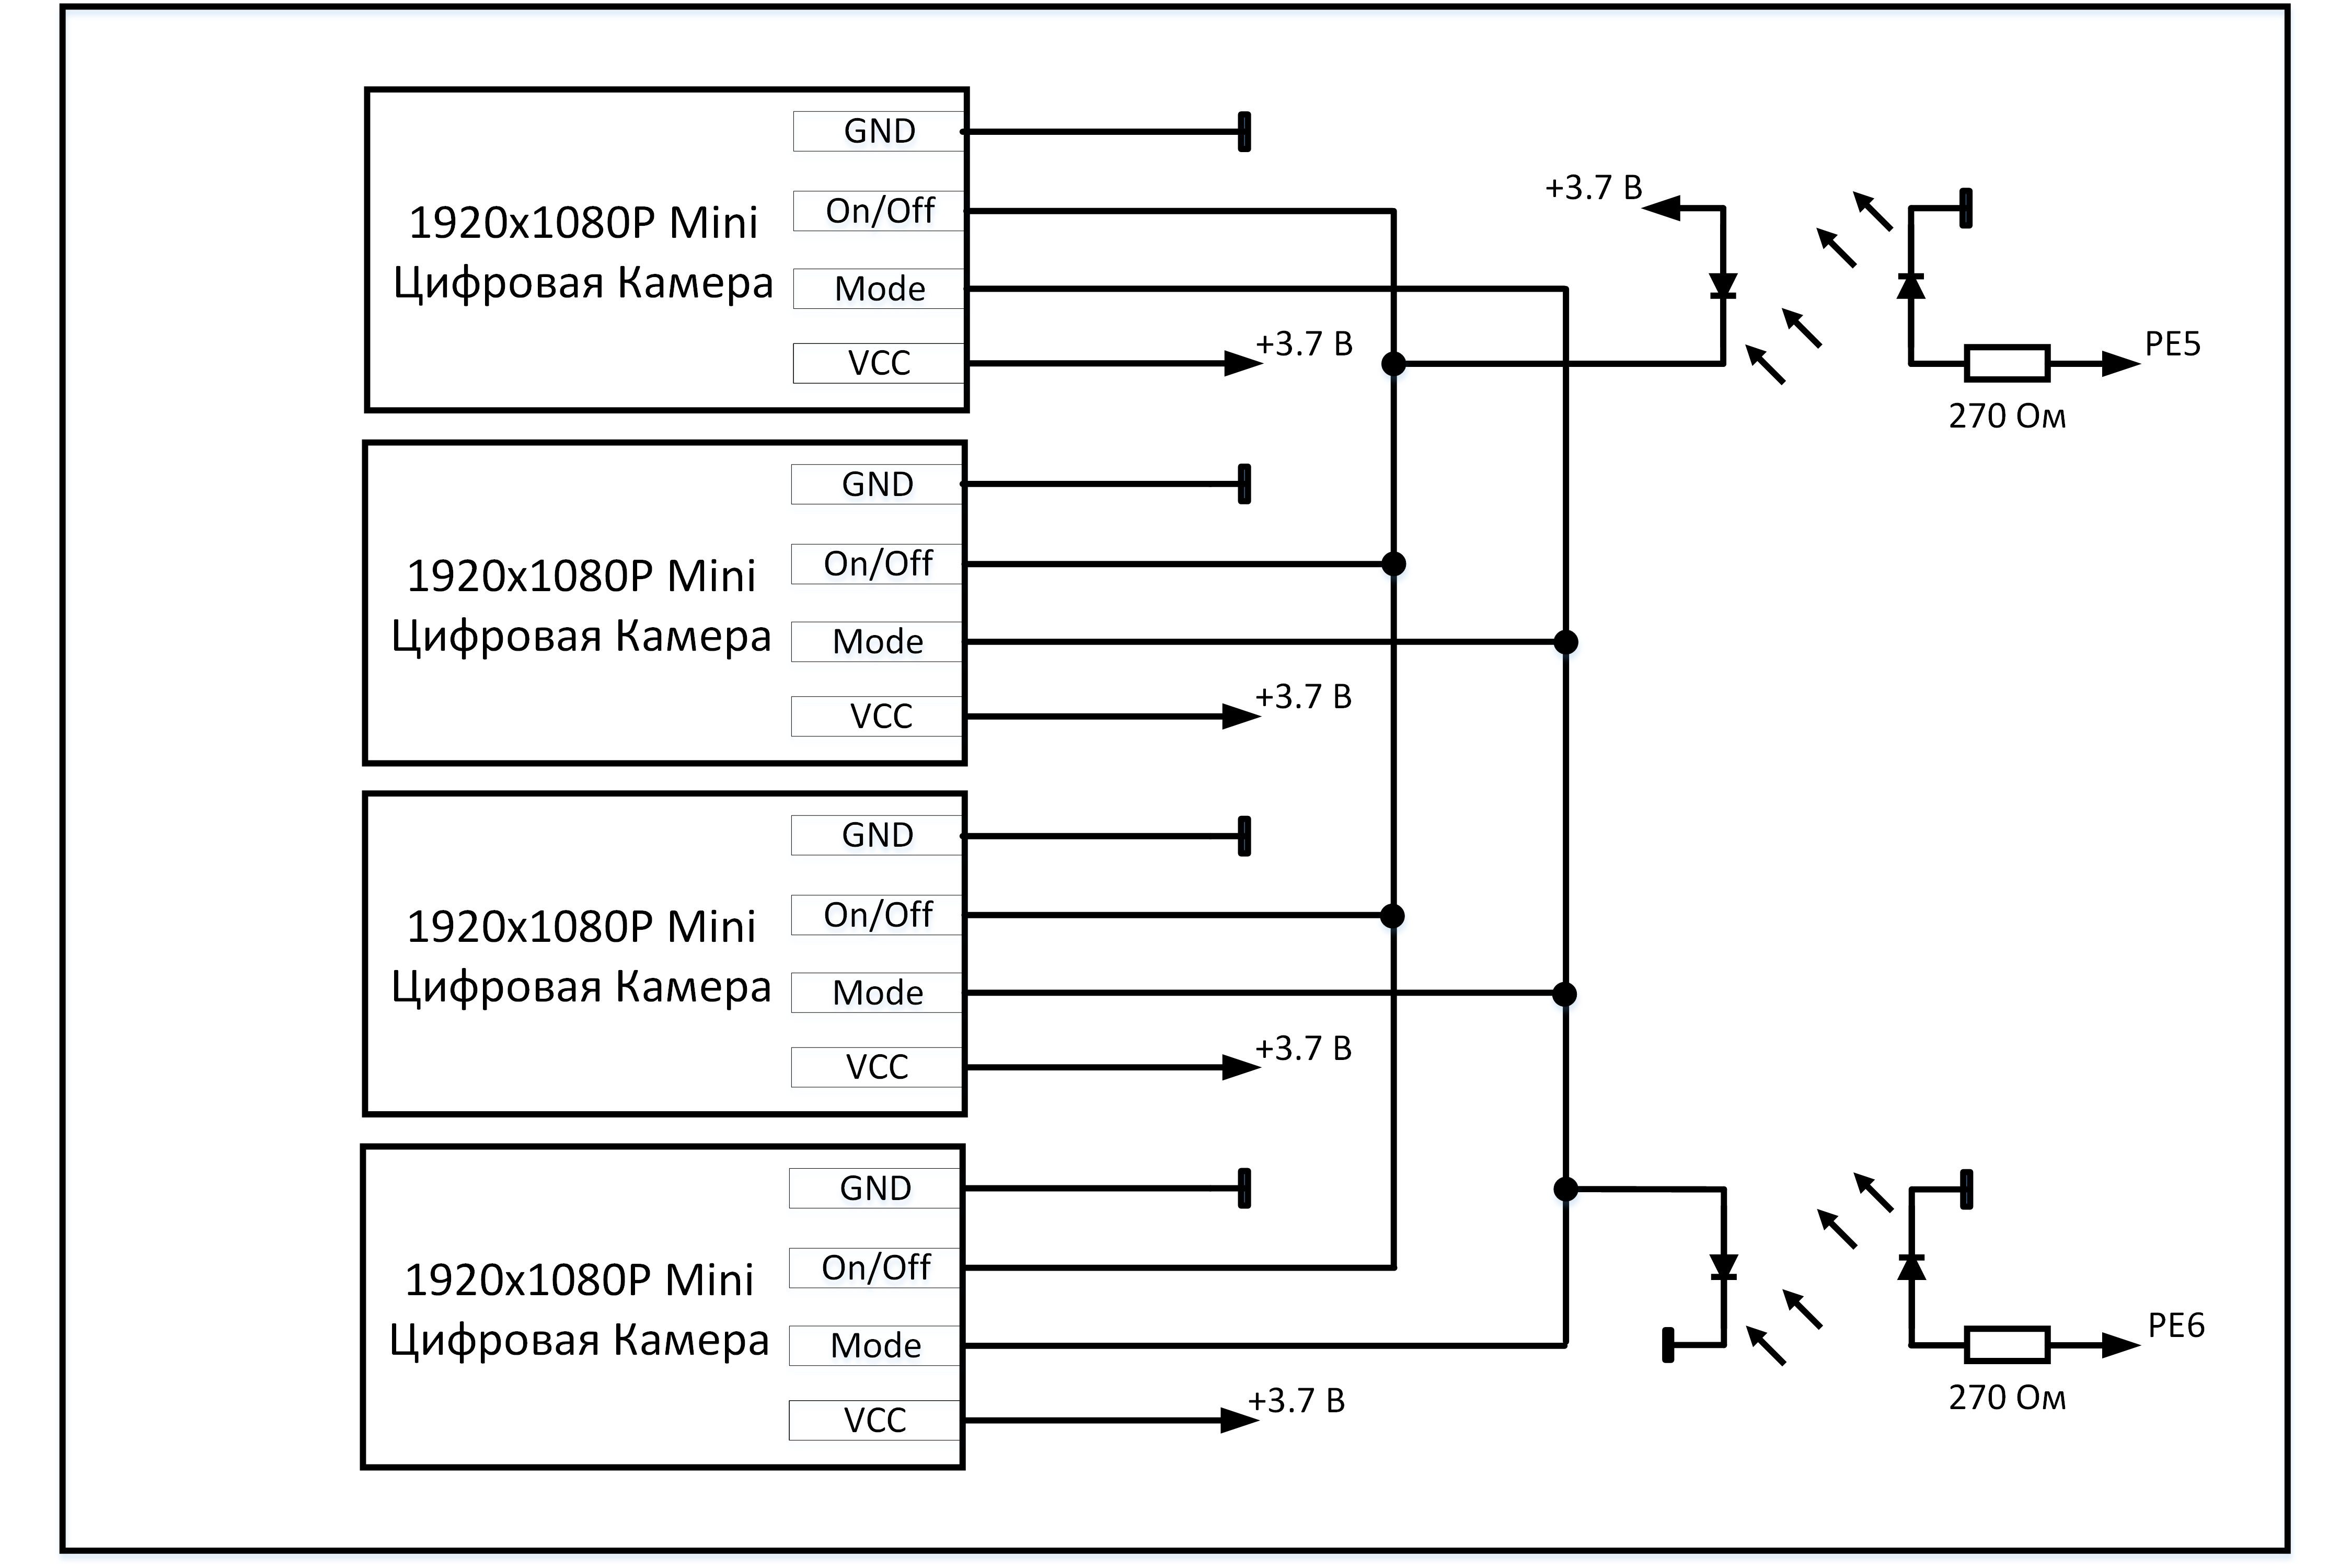 GND
On/Off
1920x1080P Mini
Цифровая Камера
Mode
VCC
+3.7 В
+3.7 В
PE5
270 Ом
GND
On/Off
1920x1080P Mini
Цифровая Камера
Mode
VCC
+3.7 В
GND
On/Off
1920x1080P Mini
Цифровая Камера
Mode
VCC
+3.7 В
GND
On/Off
1920x1080P Mini
Цифровая Камера
Mode
VCC
+3.7 В
PE6
270 Ом